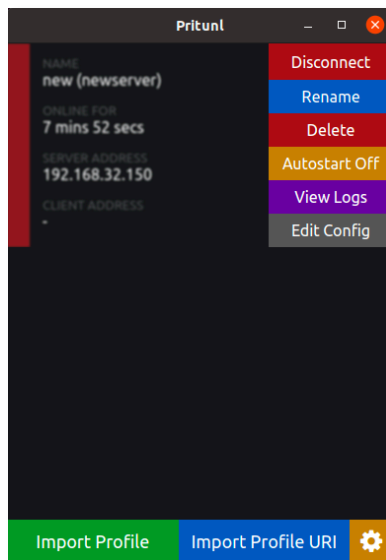 Pritunl
NAME
new (newserver)
ONLINE FOR
7 mins 52 secs
SERVER ADDRESS
192.168.32.150
CLIENT ADDRESS
-
Disconnect
Rename
Delete
Autostart Off
View Logs
Edit Config
Import Profile
Import Profile URI